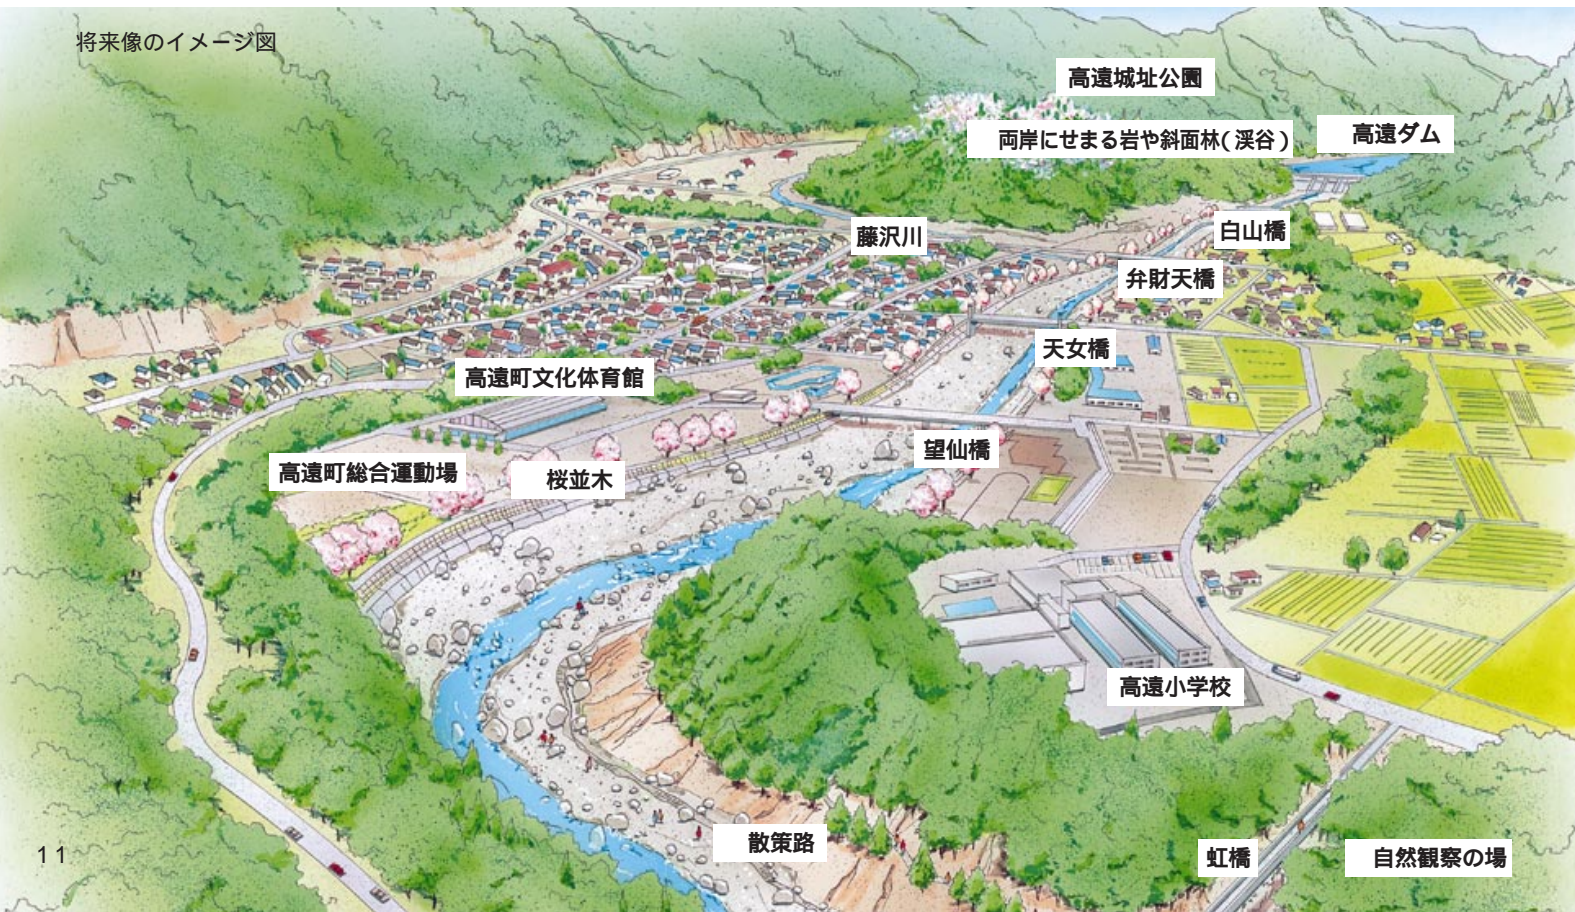 将来像のイメージ図
高遠城址公園
両岸にせまる岩や斜面林(渓谷)
高遠ダム
藤沢川
白山橋
弁財天橋
天女橋
高遠町文化体育館
望仙橋
高遠町総合運動場
桜並木
高遠小学校
散策路
虹橋
自然観察の場
11